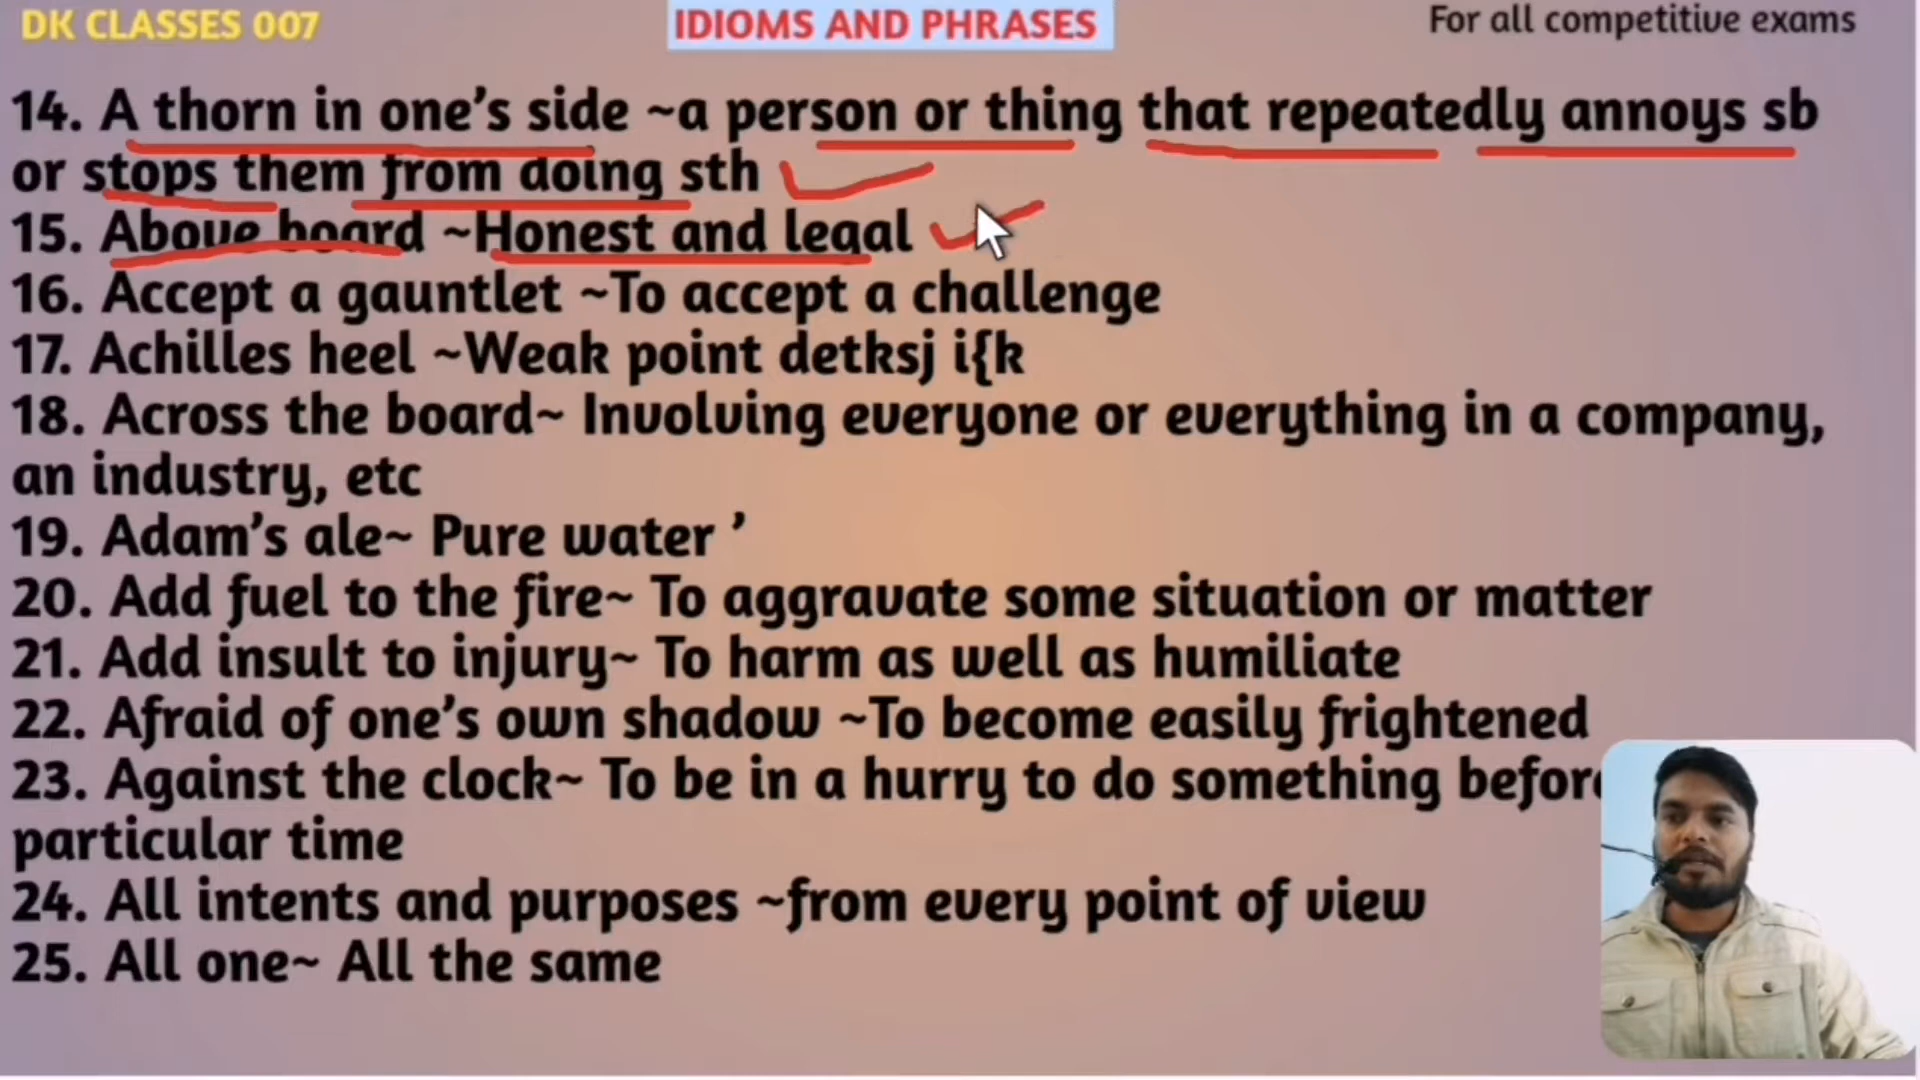 DK CLASSES 007
IDIOMS AND PHRASES
For all competitive exams
14. A thorn in one’s side ~a person or thing that repeatedly annoys sb
or stops them from doing sth
15. Above board ~Honest and legal
16. Accept a gauntlet ~To accept a challenge
17. Achilles heel ~Weak point detksj i{k
18. Across the board~ Involving everyone or everything in a company,
an industry, etc
19. Adam’s ale~ Pure water ’
20. Add fuel to the fire~ To aggravate some situation or matter
21. Add insult to injury~ To harm as well as humiliate
22. Afraid of one’s own shadow ~To become easily frightened
23. Against the clock~ To be in a hurry to do something before
particular time
24. All intents and purposes ~from every point of view
25. All one~ All the same